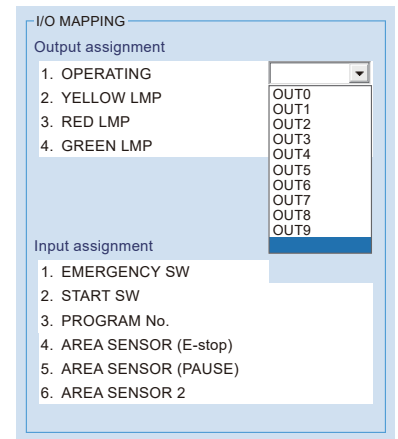 I/O MAPPING
Output assignment
1. OPERATING
2. YELLOW LMP
3. RED LMP
4. GREEN LMP
OUT0
OUT1
OUT2
OUT3
OUT4
OUT5
OUT6
OUT7
OUT8
OUT9
Input assignment
1. EMERGENCY SW
2. START SW
3. PROGRAM No.
4. AREA SENSOR (E-stop)
5. AREA SENSOR (PAUSE)
6. AREA SENSOR 2